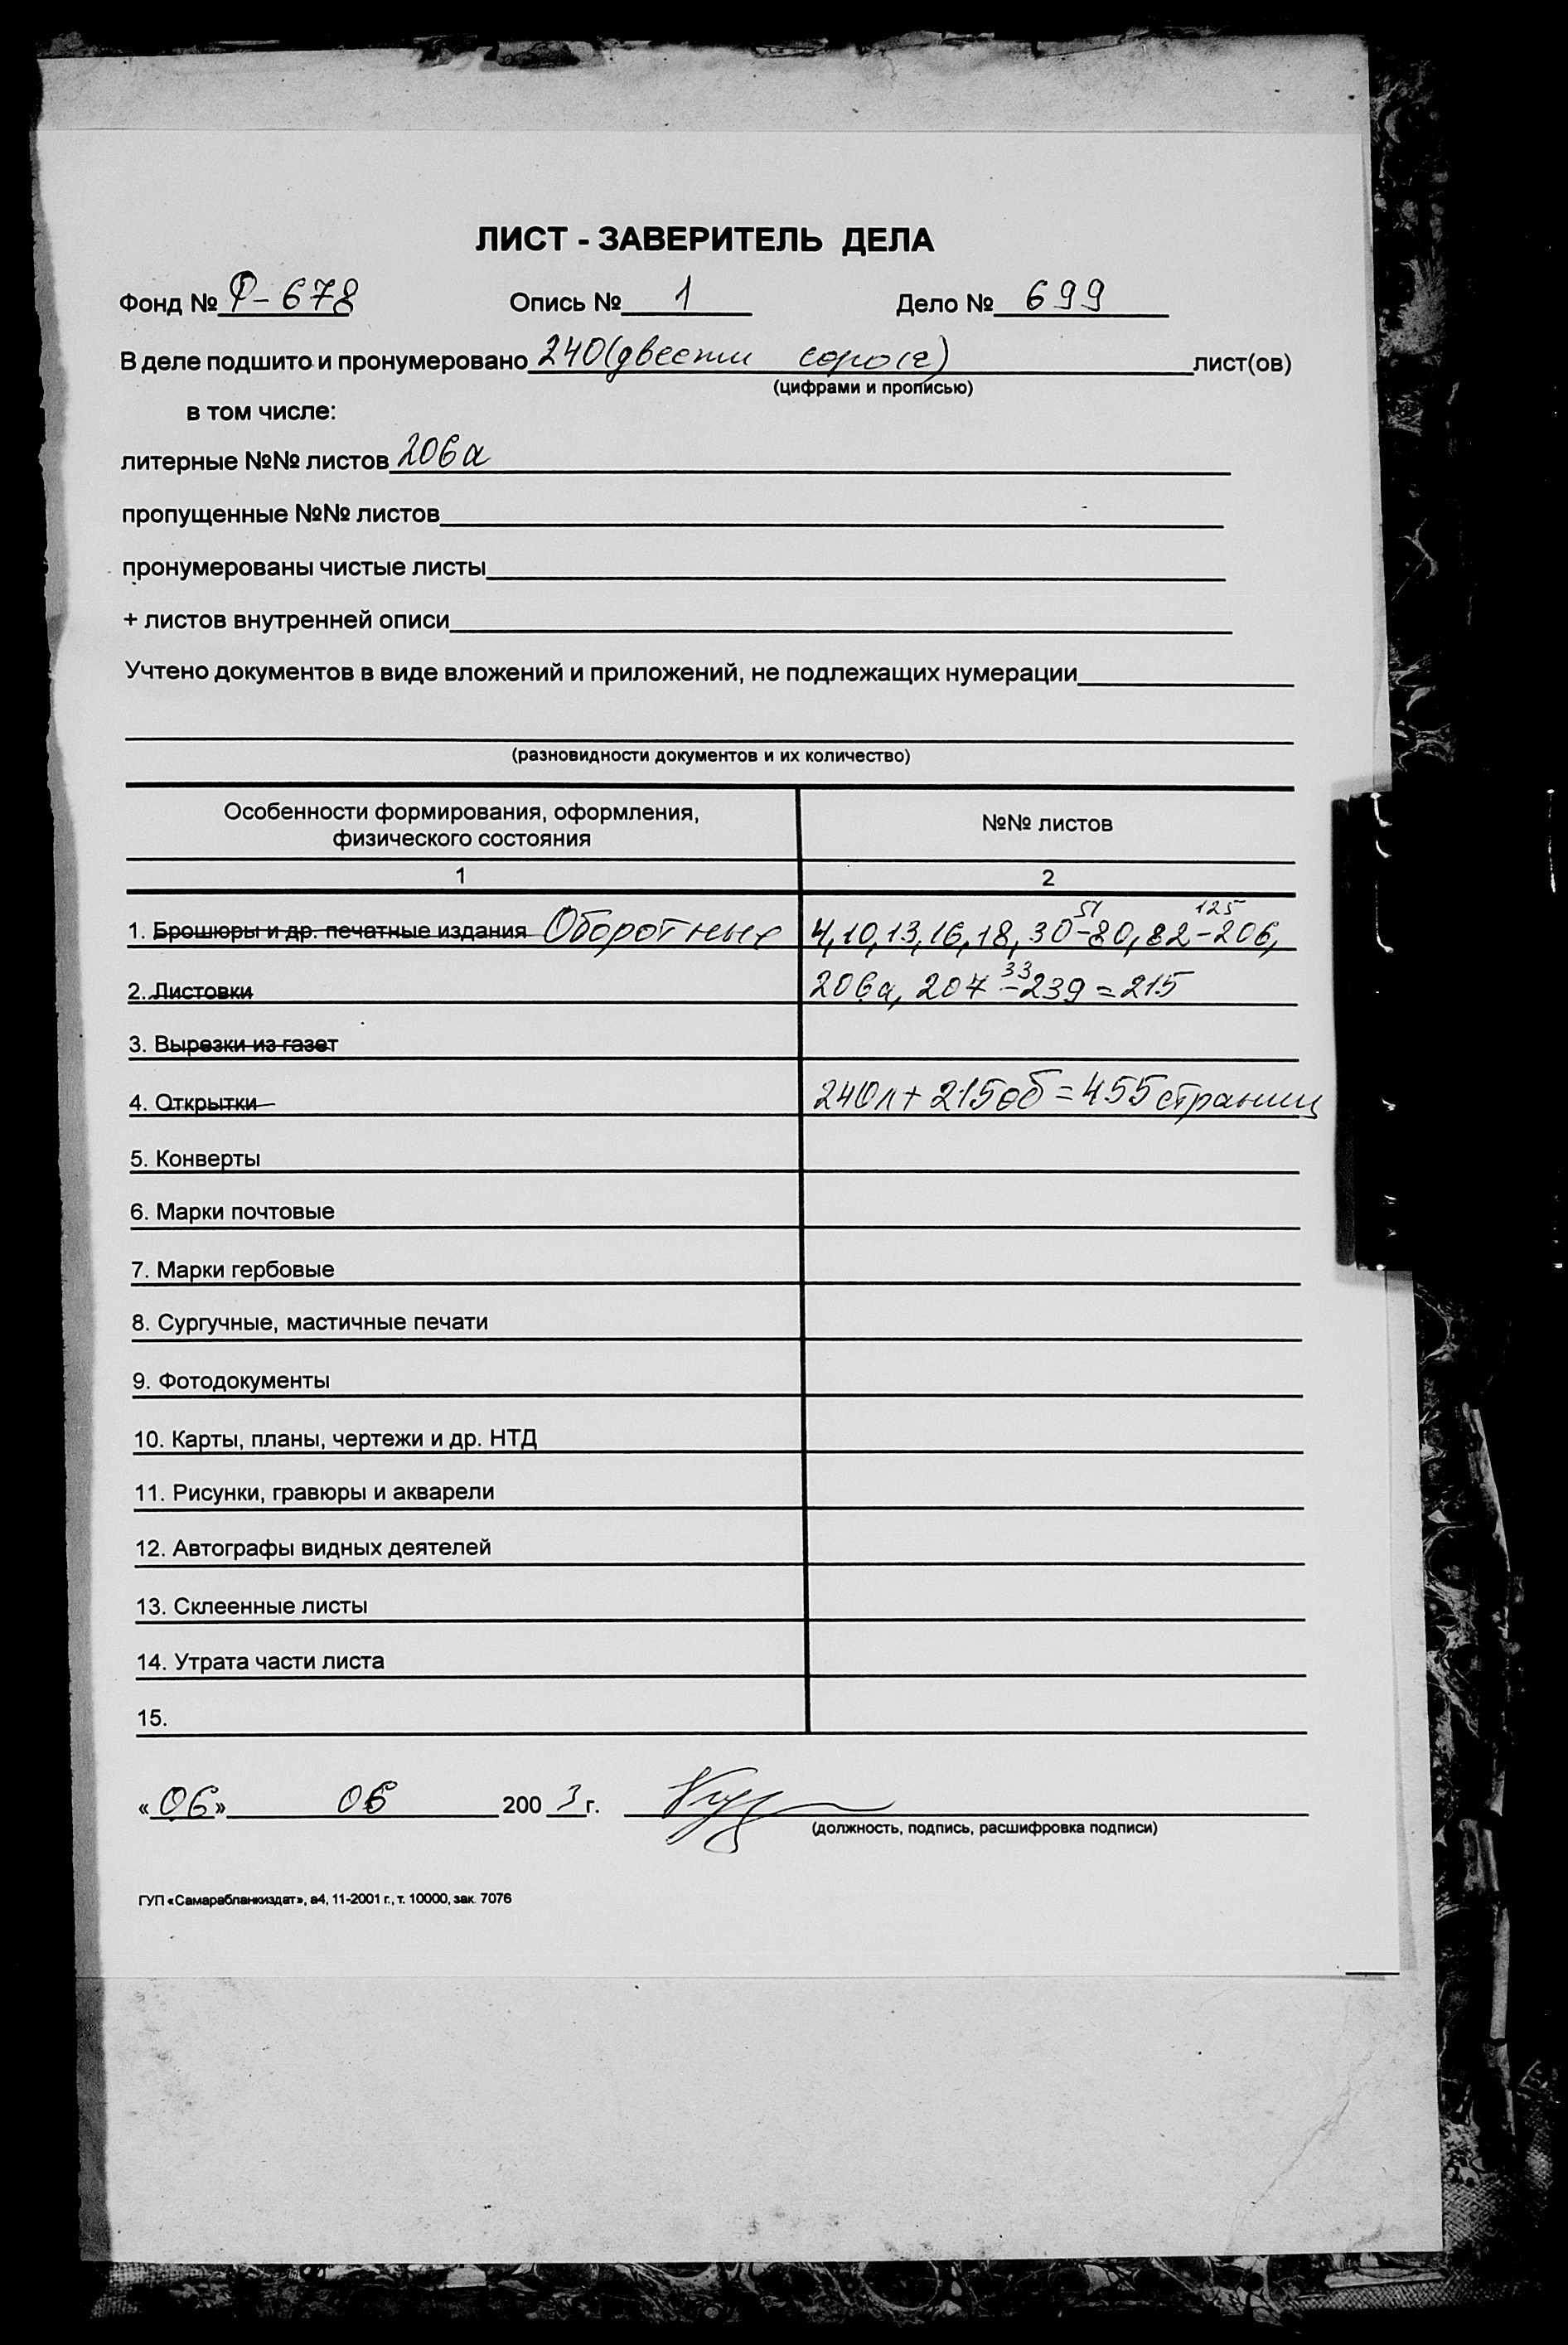 ЛИСТ - ЗАВЕРИТЕЛЬ ДЕЛА
Фонд № Р-678 Опись № 1 Дело № 699
В деле подшито и пронумеровано 240 (двести сорок) лист(ов)
(цифрами и прописью)
в том числе:
литерные №№ листов 206а
пропущенные №№ листов
пронумерованы чистые листы
+ листов внутренней описи
Учтено документов в виде вложений и приложений, не подлежащих нумерации
(разновидности документов и их количество)
Особенности формирования, оформления, физического состояния
№№ листов
1 2
51 125
1. Брошюры и др. печатные издания Оборотных 4, 10, 13, 16, 18, 30-80, 82-206,
33
2. Листовки 206а, 207-239 = 215
3. Вырезки из газет
4. Открытки 240л + 215об = 455 страниц
5. Конверты
6. Марки почтовые
7. Марки гербовые
8. Сургучные, мастичные печати
9. Фотодокументы
10. Карты, планы, чертежи и др. НТД
11. Рисунки, гравюры и акварели
12. Автографы видных деятелей
13. Склеенные листы
14. Утрата части листа
15.
«06» 06 2003 г.
(должность, подпись, расшифровка подписи)
ГУП «Самарабланкиздат», а4, 11-2001 г., т. 10000, зак. 7076